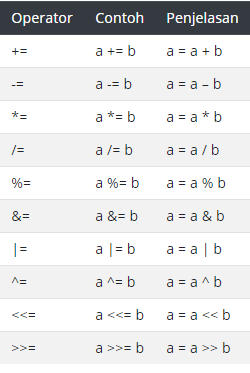 Operator Contoh Penjelasan
+= a += b a = a + b
-= a -= b a = a – b
*= a *= b a = a * b
/= a /= b a = a / b
%= a %= b a = a % b
&= a &= b a = a & b
|= a |= b a = a | b
^= a ^= b a = a ^ b
<<= a <<= b a = a << b
>>= a >>= b a = a >> b